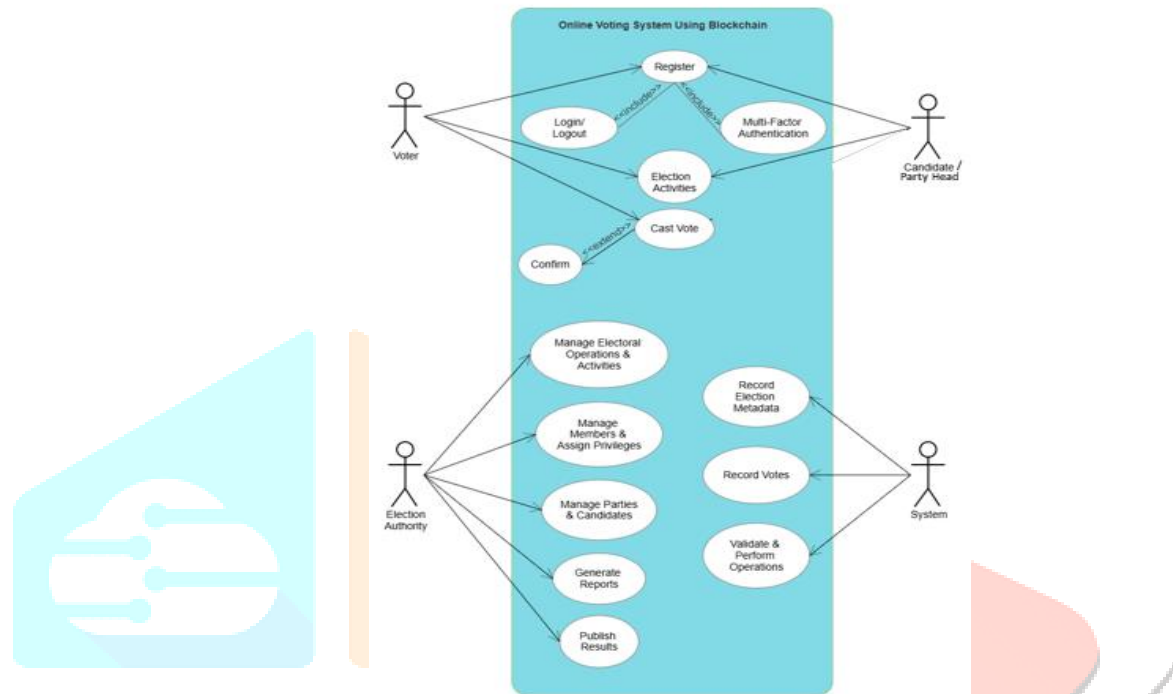 Online Voting System Using Blockchain
Register
<<include>>
<<include>>
Login/
Logout
Multi-Factor
Authentication
Voter
Candidate /
Party Head
Election
Activities
Cast Vote
<<extend>>
Confirm
Manage Electoral
Operations &
Activities
Record
Election
Metadata
Manage
Members &
Assign Privileges
Record Votes
Election
Authority
System
Manage Parties
& Candidates
Validate &
Perform
Operations
Generate
Reports
Publish
Results